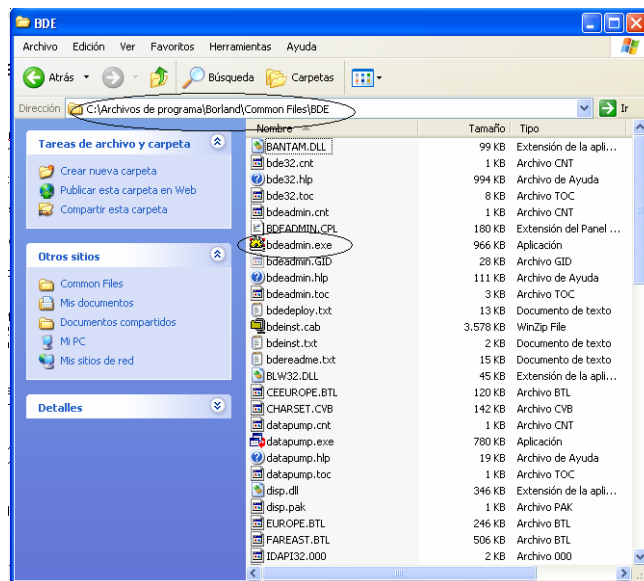 BDE
Archivo Edición Ver Favoritos Herramientas Ayuda
Atrás Búsqueda Carpetas
Dirección C:\Archivos de programa\Borland\Common Files\BDE Ir
Tareas de archivo y carpeta
Crear nueva carpeta
Publicar esta carpeta en Web
Compartir esta carpeta
Otros sitios
Common Files
Mis documentos
Documentos compartidos
Mi PC
Mis sitios de red
Detalles
Nombre Tamaño Tipo
BANTAM.DLL 99 KB Extensión de la apli...
bde32.cnt 1 KB Archivo CNT
bde32.hlp 994 KB Archivo de Ayuda
bde32.toc 8 KB Archivo TOC
bdeadmin.cnt 1 KB Archivo CNT
BDEADMIN.CPL 180 KB Extensión del Panel ...
bdeadmin.exe 966 KB Aplicación
bdeadmin.GID 28 KB Archivo GID
bdeadmin.hlp 111 KB Archivo de Ayuda
bdeadmin.toc 3 KB Archivo TOC
bdedeploy.txt 13 KB Documento de texto
bdeinst.cab 3.578 KB WinZip File
bdeinst.txt 2 KB Documento de texto
bdereadme.txt 15 KB Documento de texto
BLW32.DLL 45 KB Extensión de la apli...
CEEUROPE.BTL 120 KB Archivo BTL
CHARSET.CVB 142 KB Archivo CVB
datapump.cnt 1 KB Archivo CNT
datapump.exe 780 KB Aplicación
datapump.hlp 19 KB Archivo de Ayuda
datapump.toc 1 KB Archivo TOC
disp.dll 346 KB Extensión de la apli...
disp.pak 1 KB Archivo PAK
EUROPE.BTL 246 KB Archivo BTL
FAREAST.BTL 506 KB Archivo BTL
IDAPI32.000 2 KB Archivo 000